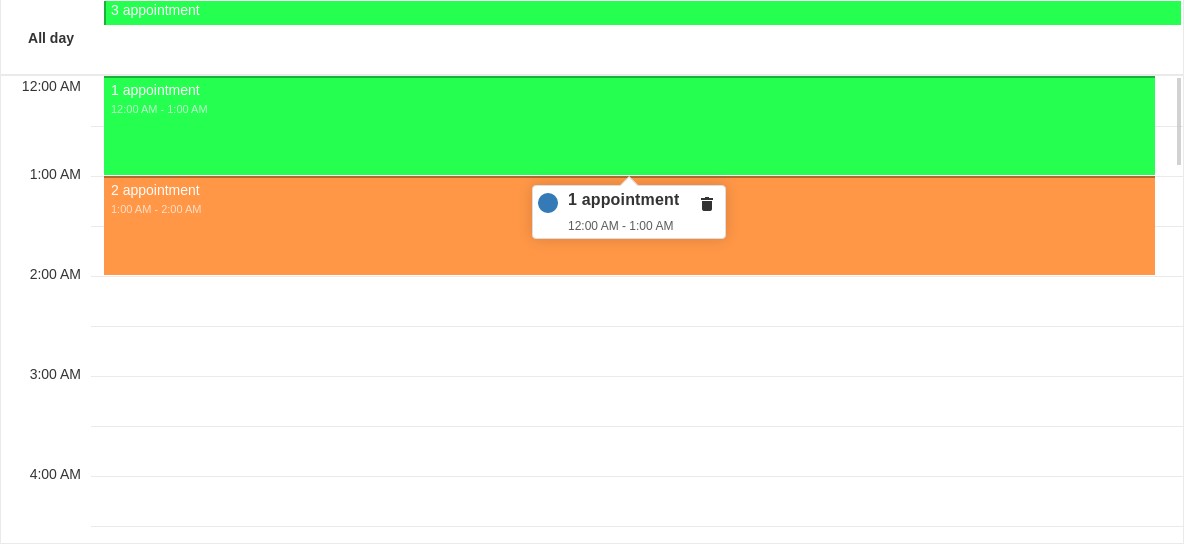 3 appointment
All day
12:00 AM
1 appointment
12:00 AM - 1:00 AM
1:00 AM
2 appointment
1:00 AM - 2:00 AM
1 appointment
12:00 AM - 1:00 AM
2:00 AM
3:00 AM
4:00 AM